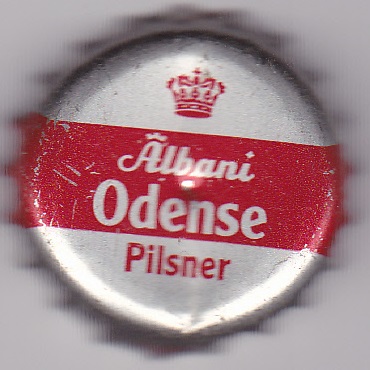 Albani
Odense
Pilsner